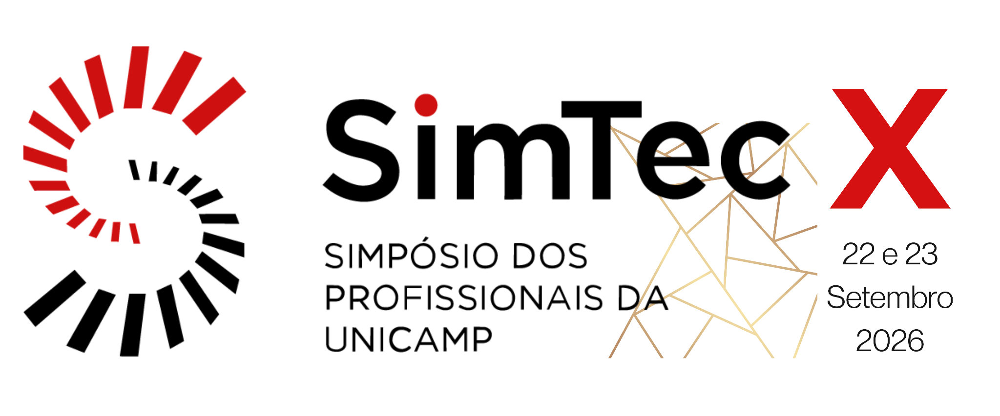 SimTec X
SIMPÓSIO DOS
PROFISSIONAIS DA
UNICAMP
22 e 23
Setembro
2026